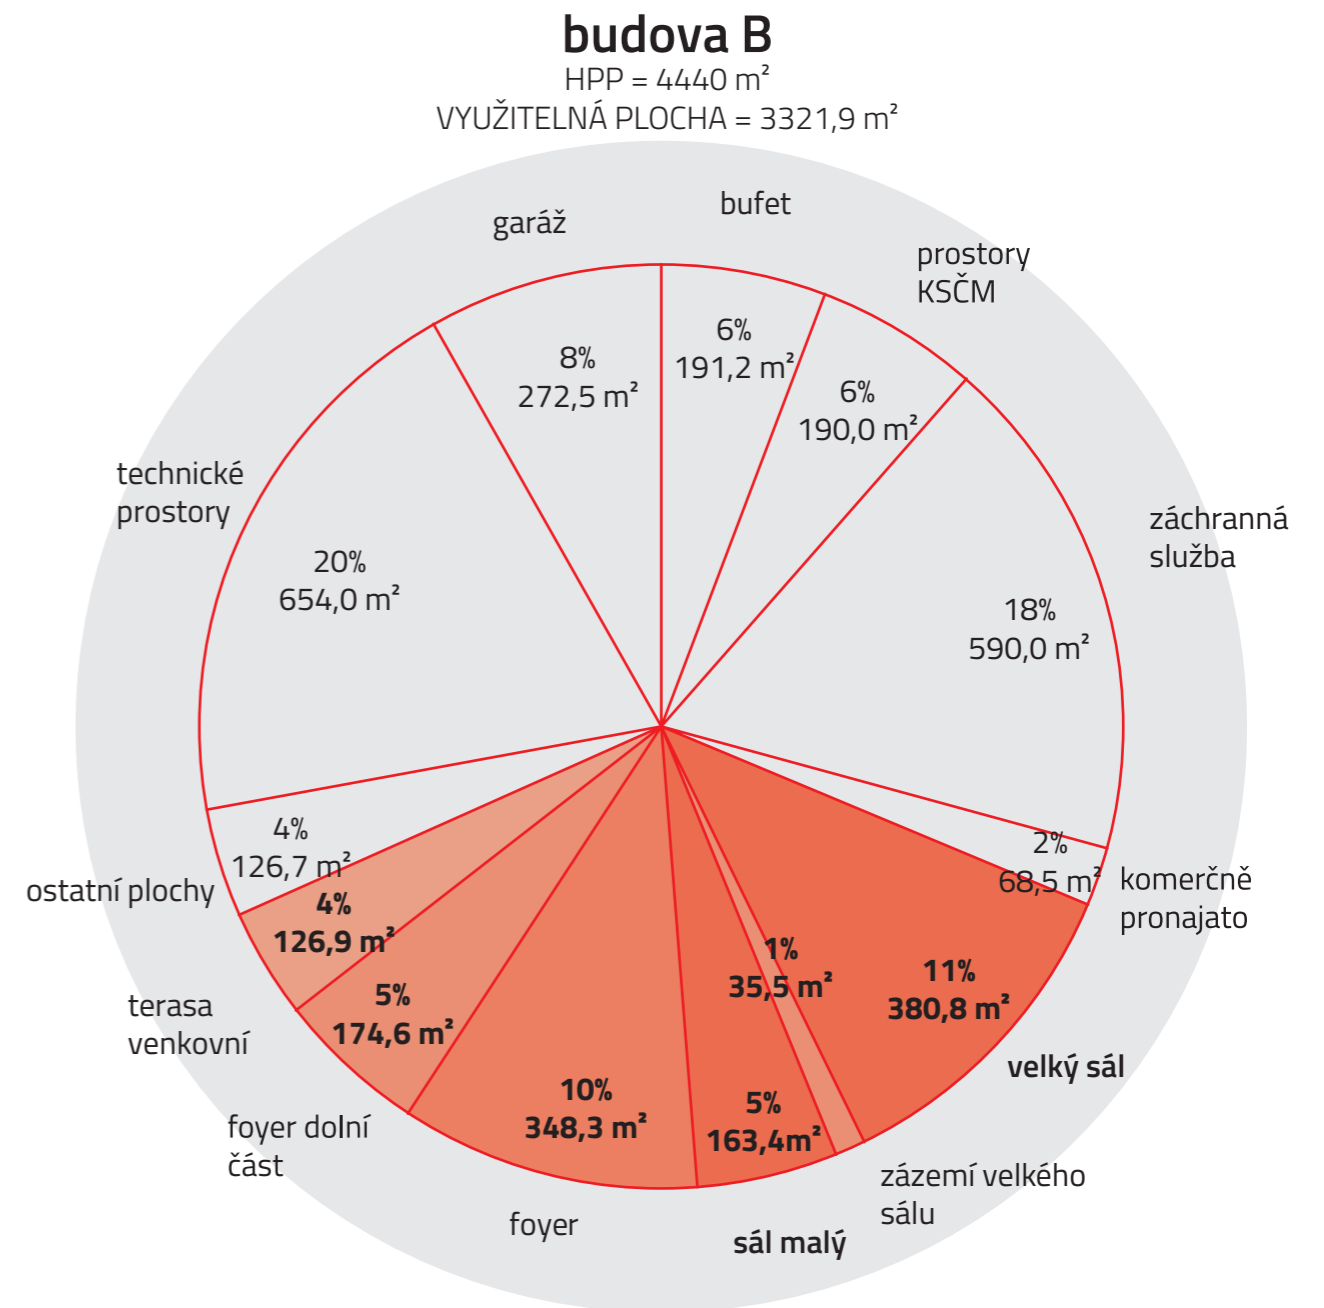 budova B
HPP = 4440 m²
VYUŽITELNÁ PLOCHA = 3321,9 m²
bufet
garáž
prostory
KSČM
6%
191,2 m²
8%
272,5 m²
6%
190,0 m²
technické
prostory
záchranná
služba
20%
654,0 m²
18%
590,0 m²
4%
126,7 m²
ostatní plochy
2%
68,5 m²
komerčně
pronajato
4%
126,9 m²
1%
35,5 m²
11%
380,8 m²
terasa
venkovní
5%
174,6 m²
velký sál
10%
348,3 m²
5%
163,4m²
foyer dolní
část
zázemí velkého
sálu
foyer
sál malý